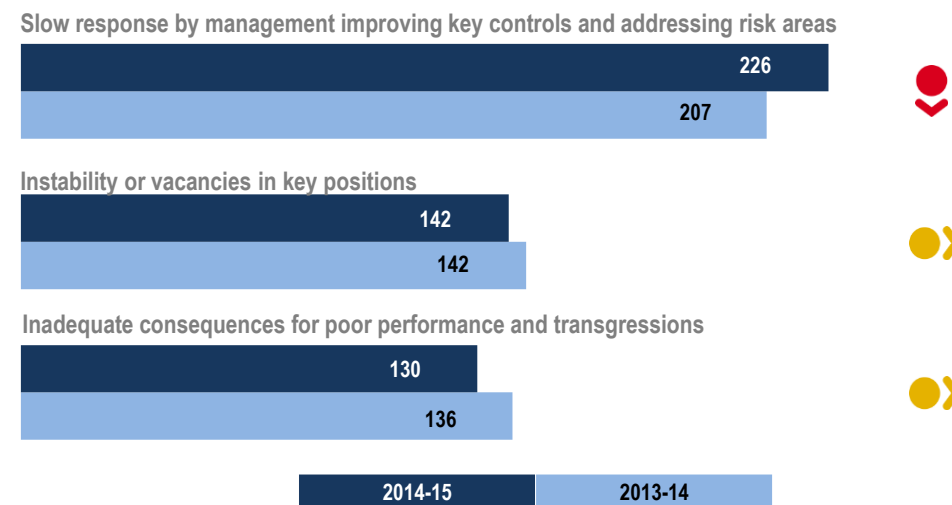 Slow response by management improving key controls and addressing risk areas
226
207
Instability or vacancies in key positions
142
142
Inadequate consequences for poor performance and transgressions
130
136
2014-15 2013-14